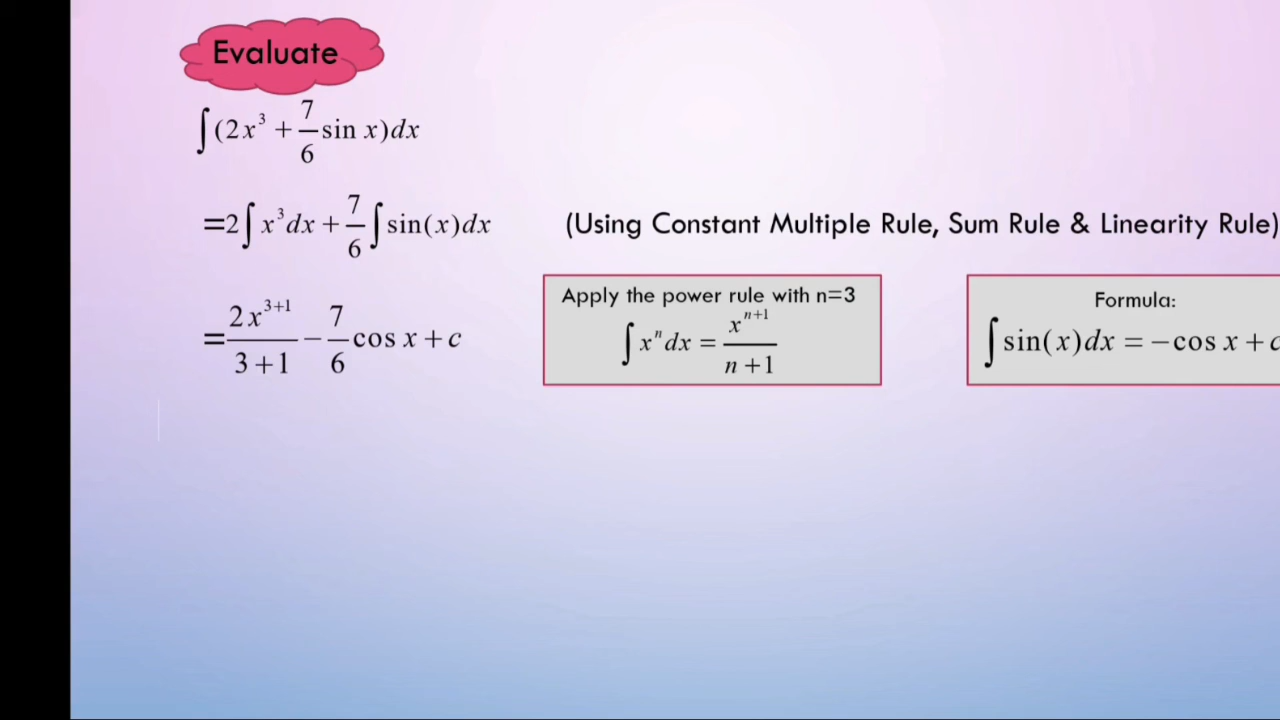 Evaluate
∫(2x³ + 7/6 sin x)dx
=2∫x³dx + 7/6 ∫sin(x)dx (Using Constant Multiple Rule, Sum Rule & Linearity Rule)
=2x³⁺¹/3+1 − 7/6 cos x + c
Apply the power rule with n=3
∫xⁿdx = xⁿ⁺¹/n+1
Formula:
∫sin(x)dx = −cos x + c